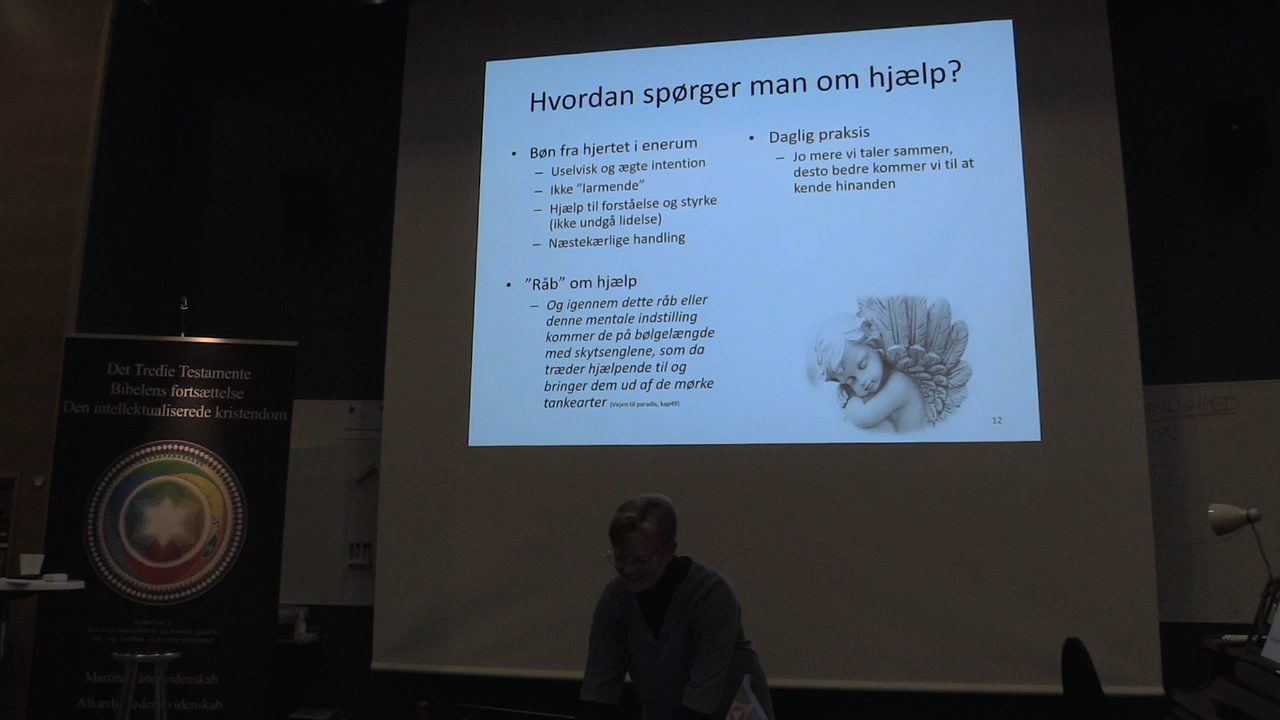 Hvordan spørger man om hjælp?
• Bøn fra hjertet i enerum
– Uselvisk og ægte intention
– Ikke ”larmende”
– Hjælp til forståelse og styrke
(ikke undgå lidelse)
– Næstekærlige handling
• ”Råb” om hjælp
– Og igennem dette råb eller
denne mentale indstilling
kommer de på bølgelængde
med skytsenglene, som da
træder hjælpende til og
bringer dem ud af de mørke
tankearter (Vejen til paradis, kap49)
• Daglig praksis
– Jo mere vi taler sammen,
desto bedre kommer vi til at
kende hinanden
12
Det Tredie Testamente
Bibelens fortsættelse
Den intellektualiserede kristendom